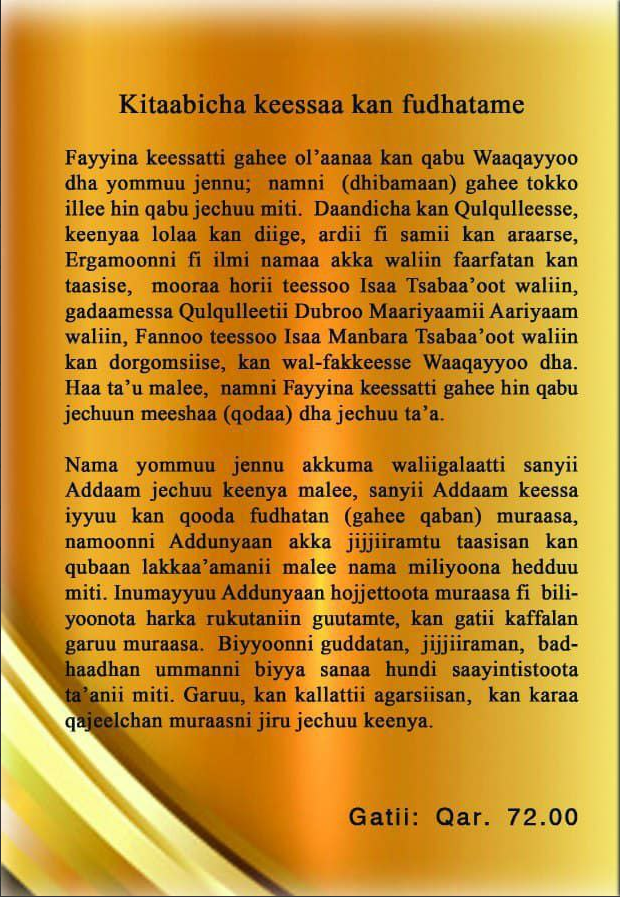 Kitaabicha keessaa kan fudhatame
Fayyina keessatti gahee ol’aanaa kan qabu Waaqayyoo
dha yommuu jennu; namni (dhibamaan) gahee tokko
illee hin qabu jechuu miti. Daandicha kan Qulqulleesse,
keenyaa lolaa kan diige, ardii fi samii kan araarse,
Ergamoonni fi ilmi namaa akka waliin faarfatan kan
taasise, mooraa horii teessoo Isaa Tsabaa’oot waliin,
gadaamessa Qulqulleetii Dubroo Maariyaamii Aariyaam
waliin, Fannoo teessoo Isaa Manbara Tsabaa’oot waliin
kan dorgomsiise, kan wal-fakkeesse Waaqayyoo dha.
Haa ta’u malee, namni Fayyina keessatti gahee hin qabu
jechuun meeshaa (qodaa) dha jechuu ta’a.
Nama yommuu jennu akkuma waliigalaatti sanyii
Addaam jechuu keenya malee, sanyii Addaam keessa
iyyuu kan qooda fudhatan (gahee qaban) muraasa,
namoonni Addunyaan akka jijjiiramtu taasisan kan
qubaan lakkaa’amanii malee nama miliyoona hedduu
miti. Inumayyuu Addunyaan hojjettoota muraasa fi bili-
yoonota harka rukutaniin guutamte, kan gatii kaffalan
garuu muraasa. Biyyoonni guddatan, jijjiiraman, bad-
haadhan ummanni biyya sanaa hundi saayintistoota
ta’anii miti. Garuu, kan kallattii agarsiisan, kan karaa
qajeelchan muraasni jiru jechuu keenya.
Gatii: Qar. 72.00